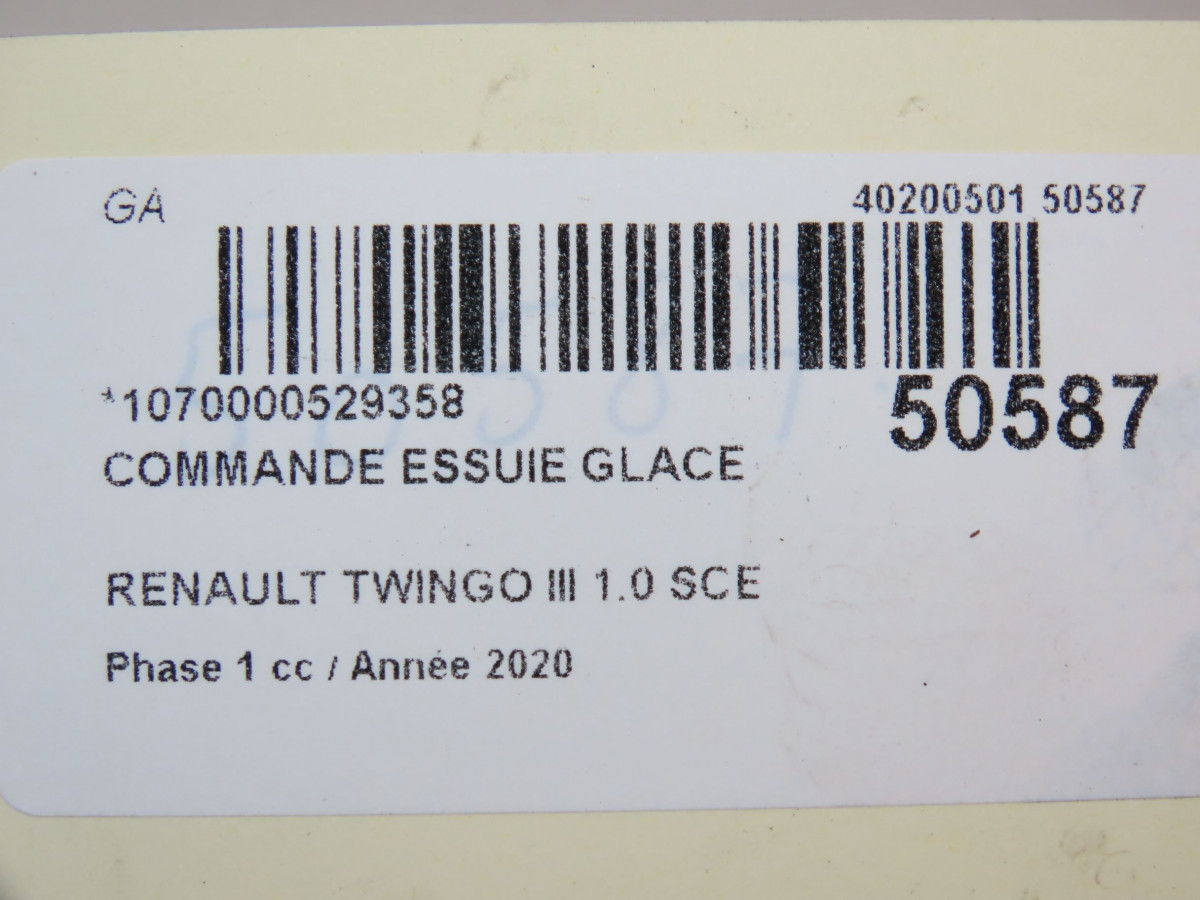 GA
40200501 50587
*1070000529358
50587
COMMANDE ESSUIE GLACE
RENAULT TWINGO III 1.0 SCE
Phase 1 cc / Année 2020